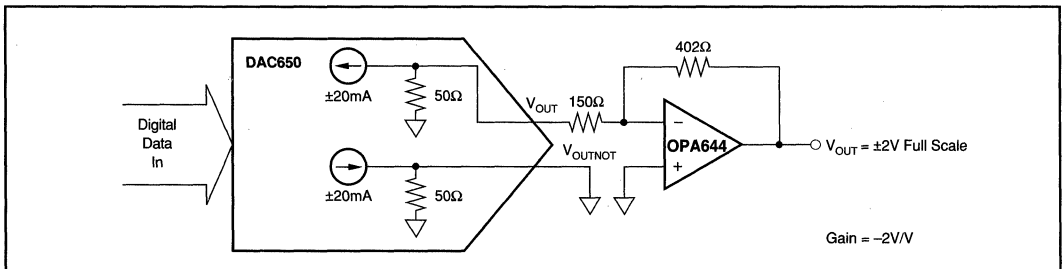 DAC650
±20mA
50Ω
±20mA
50Ω
Digital
Data
In
V_OUT
150Ω
402Ω
V_OUTNOT
−
+
OPA644
V_OUT = ±2V Full Scale
Gain = –2V/V